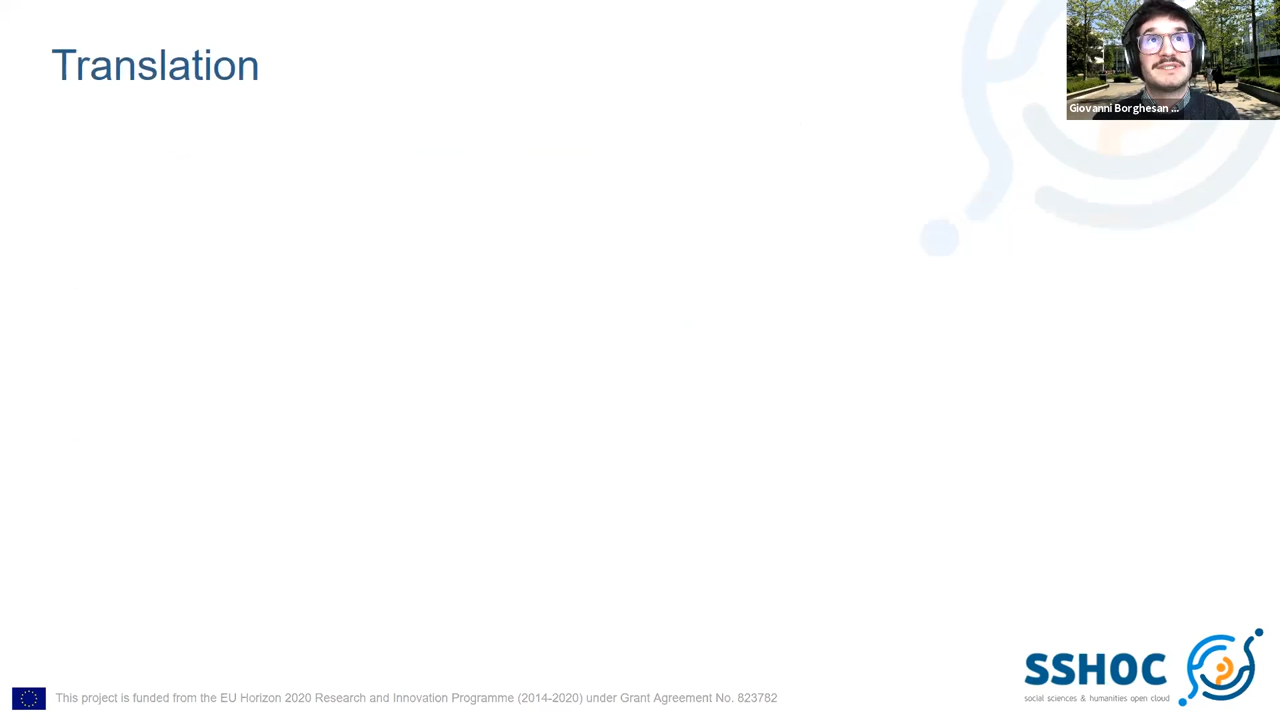 Translation
Giovanni Borghesan ...
SSHOC
social sciences & humanities open cloud
This project is funded from the EU Horizon 2020 Research and Innovation Programme (2014-2020) under Grant Agreement No. 823782